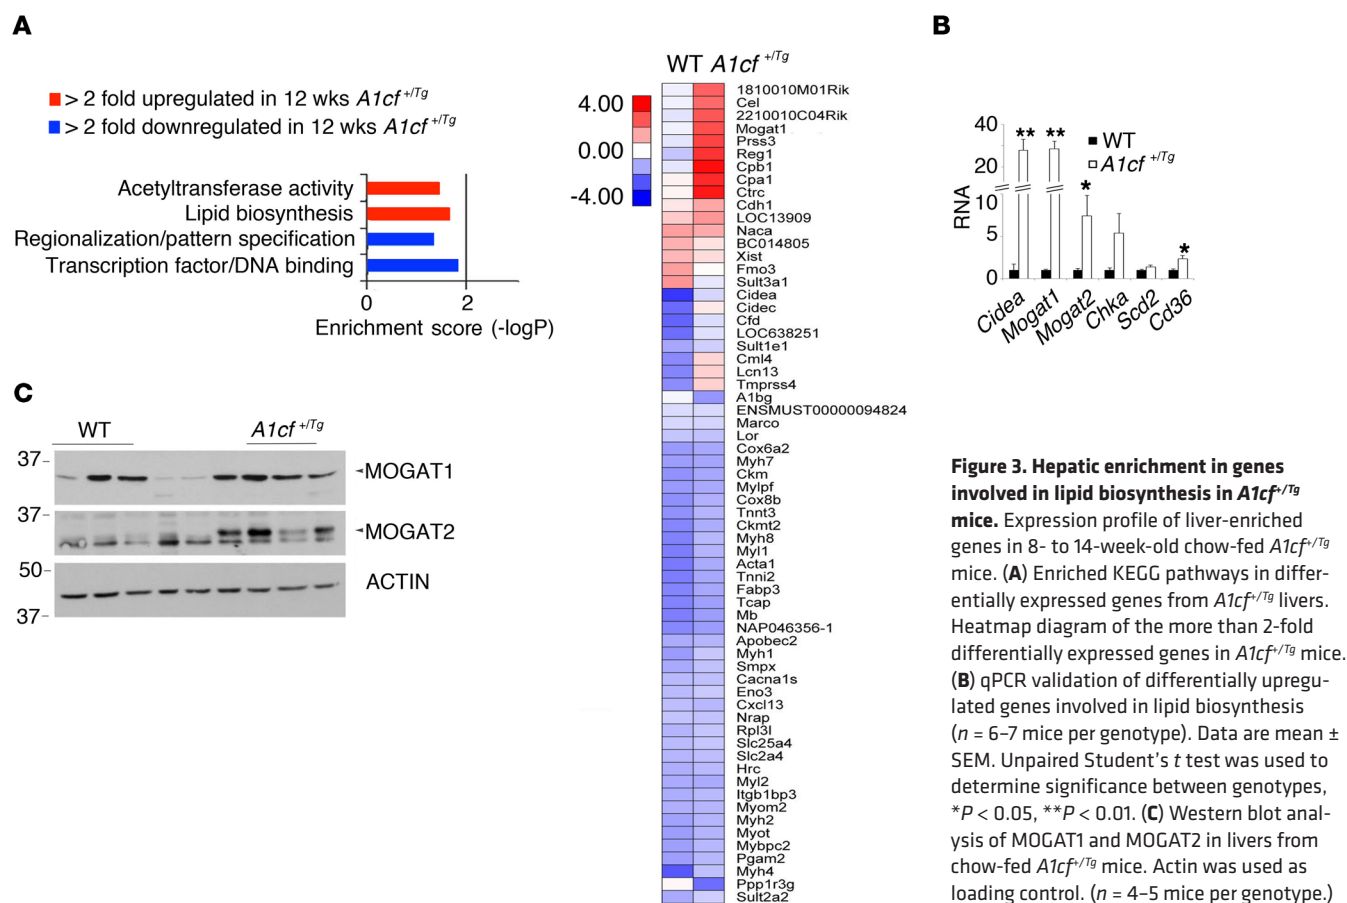 A
> 2 fold upregulated in 12 wks A1cf +/Tg
> 2 fold downregulated in 12 wks A1cf +/Tg
Acetyltransferase activity
Lipid biosynthesis
Regionalization/pattern specification
Transcription factor/DNA binding
0 2
Enrichment score (-logP)
4.00
0.00
-4.00
WT A1cf +/Tg
1810010M01Rik
Cel
2210010C04Rik
Mogat1
Prss3
Reg1
Cpb1
Cpa1
Ctrc
Cdh1
LOC13909
Naca
BC014805
Xist
Fmo3
Sult3a1
Cidea
Cidec
Cfd
LOC638251
Sult1e1
Cml4
Lcn13
Tmprss4
A1bg
ENSMUST00000094824
Marco
Lor
Cox6a2
Myh7
Ckm
Mylpf
Cox8b
Tnnt3
Ckmt2
Myh8
Myl1
Acta1
Tnni2
Fabp3
Tcap
Mb
NAP046356-1
Apobec2
Myh1
Smpx
Cacna1s
Eno3
Cxcl13
Nrap
Rpl3l
Slc25a4
Slc2a4
Hrc
Myl2
Itgb1bp3
Myom2
Myh2
Myot
Mybpc2
Pgam2
Myh4
Ppp1r3g
Sult2a2
B
RNA
40
20
10
5
0
** ** * *
WT
A1cf +/Tg
Cidea Mogat1 Mogat2 Chka Scd2 Cd36
C
WT A1cf +/Tg
37 MOGAT1
37 MOGAT2
50 ACTIN
37
Figure 3. Hepatic enrichment in genes
involved in lipid biosynthesis in A1cf+/Tg
mice. Expression profile of liver-enriched
genes in 8- to 14-week-old chow-fed A1cf+/Tg
mice. (A) Enriched KEGG pathways in differ-
entially expressed genes from A1cf+/Tg livers.
Heatmap diagram of the more than 2-fold
differentially expressed genes in A1cf+/Tg mice.
(B) qPCR validation of differentially upregu-
lated genes involved in lipid biosynthesis
(n = 6–7 mice per genotype). Data are mean ±
SEM. Unpaired Student's t test was used to
determine significance between genotypes,
*P < 0.05, **P < 0.01. (C) Western blot anal-
ysis of MOGAT1 and MOGAT2 in livers from
chow-fed A1cf+/Tg mice. Actin was used as
loading control. (n = 4–5 mice per genotype.)